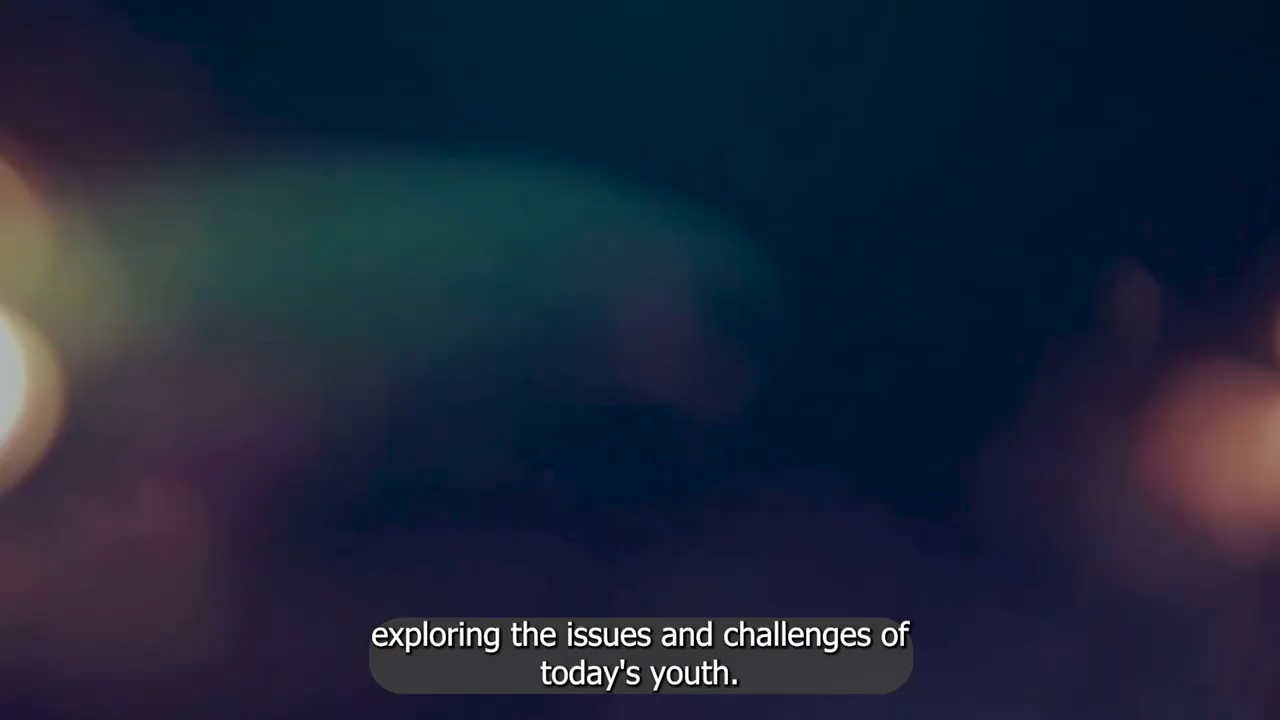 exploring the issues and challenges of
today's youth.